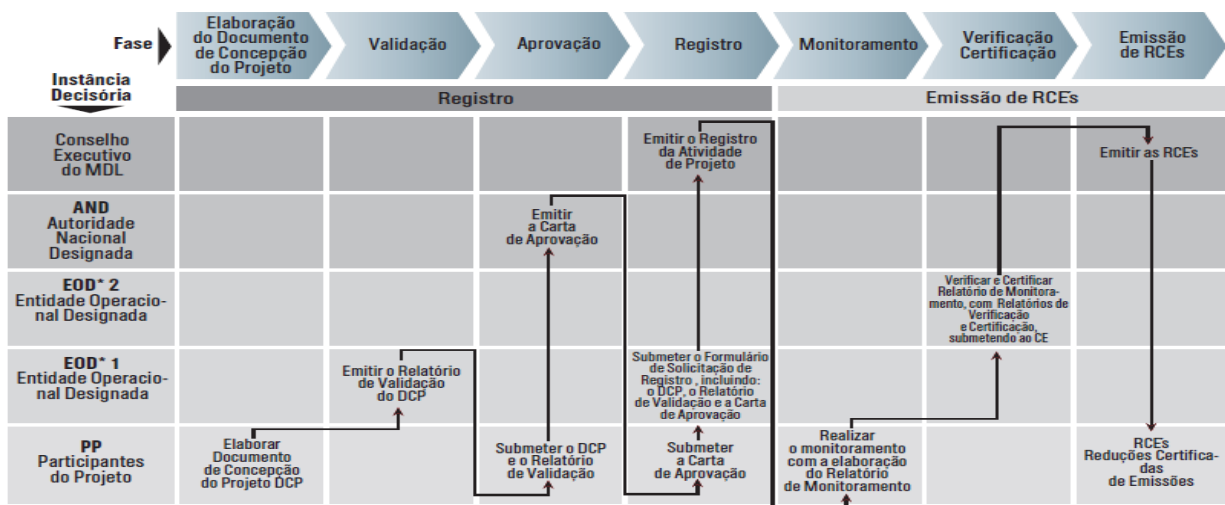 Fase
Elaboração
do Documento
de Concepção
do Projeto
Validação
Aprovação
Registro
Monitoramento
Verificação
Certificação
Emissão
de RCEs
Instância
Decisória
Registro
Emissão de RCE's
Conselho
Executivo
do MDL
Emitir o Registro
da Atividade
de Projeto
Emitir as RCEs
AND
Autoridade
Nacional
Designada
Emitir
a Carta
de Aprovação
EOD* 2
Entidade Operacio-
nal Designada
Verificar e Certificar
Relatório de Monitora-
mento, com Relatórios de
Verificação
e Certificação,
submetendo ao CE
EOD* 1
Entidade Operacio-
nal Designada
Emitir o Relatório
de Validação
do DCP
Submeter o Formulário
de Solicitação de
Registro , incluindo:
o DCP, o Relatório
de Validação e a Carta
de Aprovação
PP
Participantes
do Projeto
Elaborar
Documento
de Concepção
do Projeto DCP
Submeter o DCP
e o Relatório
de Validação
Submeter
a Carta
de Aprovação
Realizar
o monitoramento
com a elaboração
do Relatório
de Monitoramento
RCEs
Reduções Certifica-
das
de Emissões